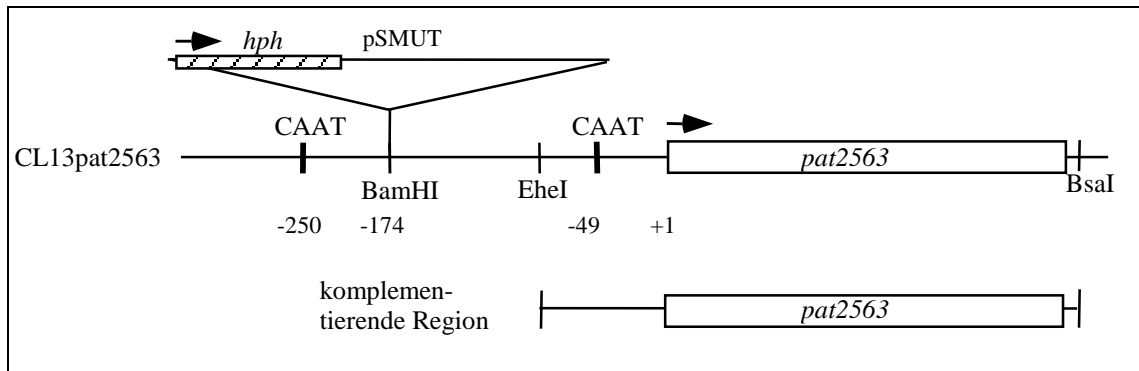 hph pSMUT
CAAT CAAT
CL13pat2563 pat2563
BamHI EheI BsaI
-250 -174 -49 +1
komplemen-
tierende Region pat2563